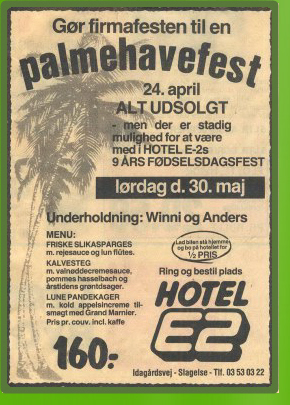 Gør firmafesten til en
palmehavefest
24. april
ALT UDSOLGT
- men der er stadig
mulighed for at være
med i HOTEL E-2s
9 ÅRS FØDSELSDAGSFEST
lørdag d. 30. maj
Underholdning: Winni og Anders
MENU:
FRISKE SLIKASPARGES
m. rejesauce og lun flûtes.
KALVESTEG
m. valnøddecremesauce,
pommes hasselbach og
årstidens grøntdsager.
LUNE PANDEKAGER
m. kold appelsincreme til-
smagt med Grand Marnier.
Pris pr. couv. incl. kaffe
160:-
Lad bilen stå hjemme,
og bo på hotellet for
½ PRIS
Ring og bestil plads
HOTEL
E2
Idagårdsvej - Slagelse - Tlf. 03 53 03 22